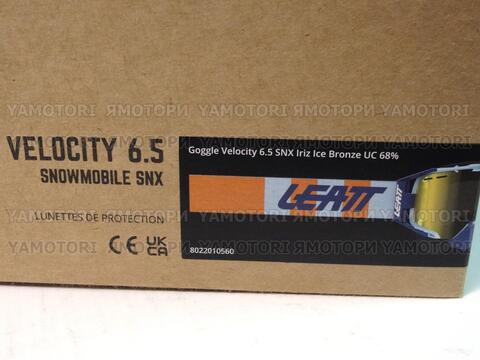 YAMOTORI ЯМОТОРИ YAMOTORI ЯМОТОРИ YAMOTORI
VELOCITY 6.5
SNOWMOBILE SNX
LUNETTES DE PROTECTION
CE UK
CA
Goggle Velocity 6.5 SNX Iriz Ice Bronze UC 68%
LEATT
LEATT
8022010560